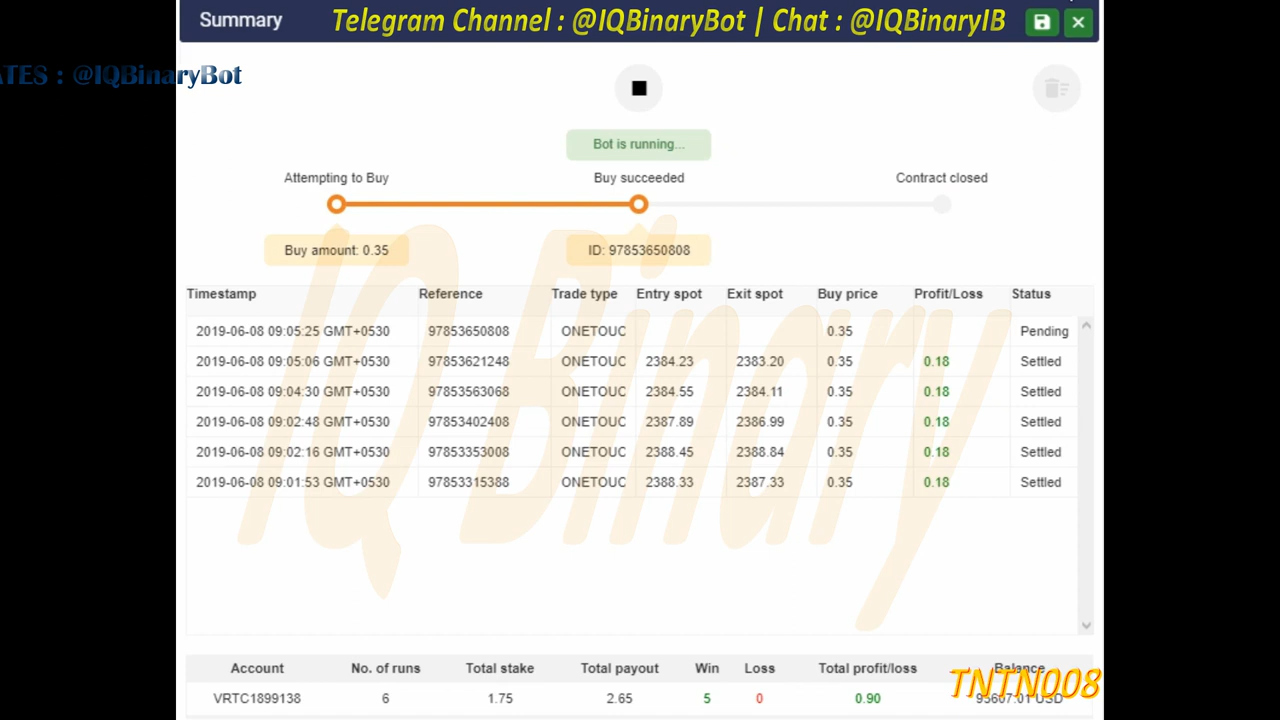 Summary
Telegram Channel : @IQBinaryBot | Chat : @IQBinaryIB
ATES : @IQBinaryBot
Bot is running...
Attempting to Buy Buy succeeded Contract closed
Buy amount: 0.35 ID: 97853650808
Timestamp Reference Trade type Entry spot Exit spot Buy price Profit/Loss Status
2019-06-08 09:05:25 GMT+0530 97853650808 ONETOUC 0.35 Pending
2019-06-08 09:05:06 GMT+0530 97853621248 ONETOUC 2384.23 2383.20 0.35 0.18 Settled
2019-06-08 09:04:30 GMT+0530 97853563068 ONETOUC 2384.55 2384.11 0.35 0.18 Settled
2019-06-08 09:02:48 GMT+0530 97853402408 ONETOUC 2387.89 2386.99 0.35 0.18 Settled
2019-06-08 09:02:16 GMT+0530 97853353008 ONETOUC 2388.45 2388.84 0.35 0.18 Settled
2019-06-08 09:01:53 GMT+0530 97853315388 ONETOUC 2388.33 2387.33 0.35 0.18 Settled
IQ Binary
Account No. of runs Total stake Total payout Win Loss Total profit/loss Balance
TNTN008
VRTC1899138 6 1.75 2.65 5 0 0.90 95607.01 USD